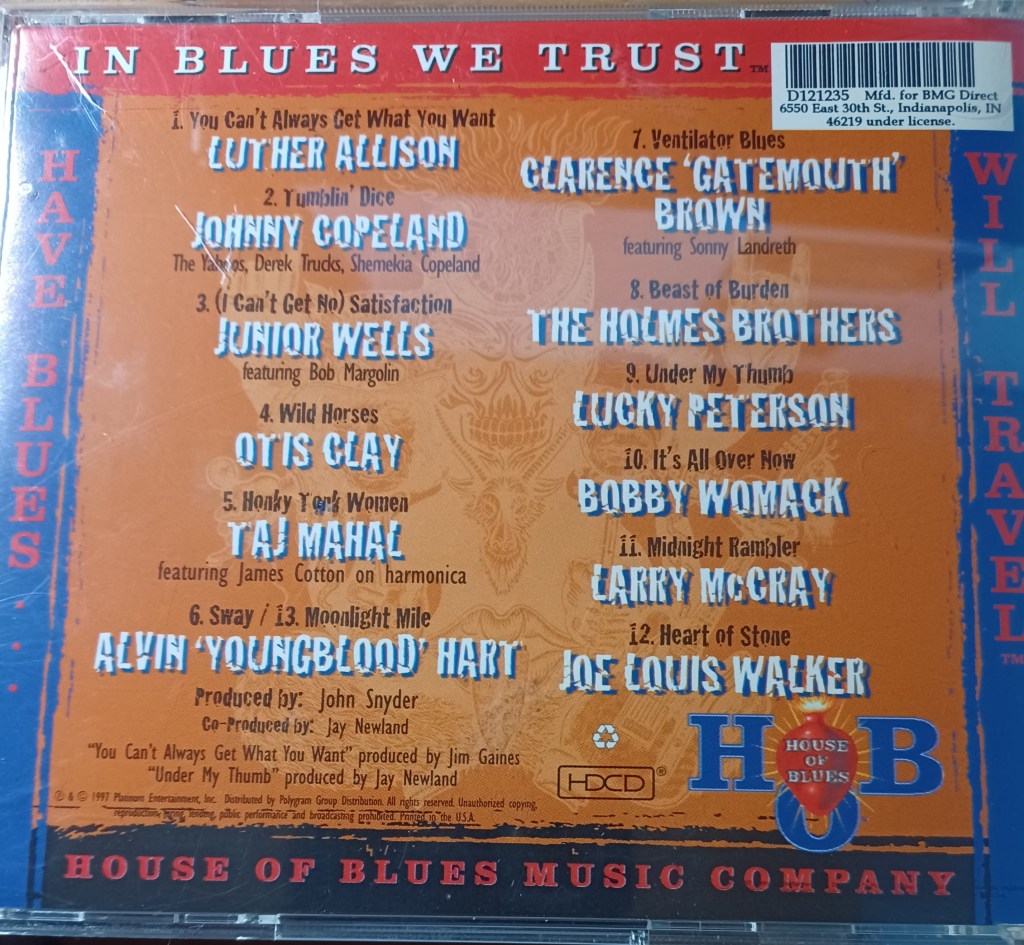 IN BLUES WE TRUST™
D121235 Mfd. for BMG Direct
6550 East 30th St., Indianapolis, IN
46219 under license.
HAVE BLUES...
1. You Can't Always Get What You Want
LUTHER ALLISON
2. Tumblin' Dice
JOHNNY COPELAND
The Yahoos, Derek Trucks, Shemekia Copeland
3. (I Can't Get No) Satisfaction
JUNIOR WELLS
featuring Bob Margolin
4. Wild Horses
OTIS CLAY
5. Honky Tonk Women
TAJ MAHAL
featuring James Cotton on harmonica
6. Sway / 13. Moonlight Mile
ALVIN 'YOUNGBLOOD' HART
Produced by: John Snyder
Co-Produced by: Jay Newland
"You Can't Always Get What You Want" produced by Jim Gaines
"Under My Thumb" produced by Jay Newland
℗ & © 1997 Platinum Entertainment, Inc. Distributed by Polygram Group Distribution. All rights reserved. Unauthorized copying,
reproduction, hiring, lending, public performance and broadcasting prohibited. Printed in the U.S.A.
7. Ventilator Blues
CLARENCE 'GATEMOUTH'
BROWN
featuring Sonny Landreth
8. Beast of Burden
THE HOLMES BROTHERS
9. Under My Thumb
LUCKY PETERSON
10. It's All Over Now
BOBBY WOMACK
11. Midnight Rambler
LARRY McCRAY
12. Heart of Stone
JOE LOUIS WALKER
HDCD®
HOB
HOUSE
OF
BLUES
WILL TRAVEL™
HOUSE OF BLUES MUSIC COMPANY